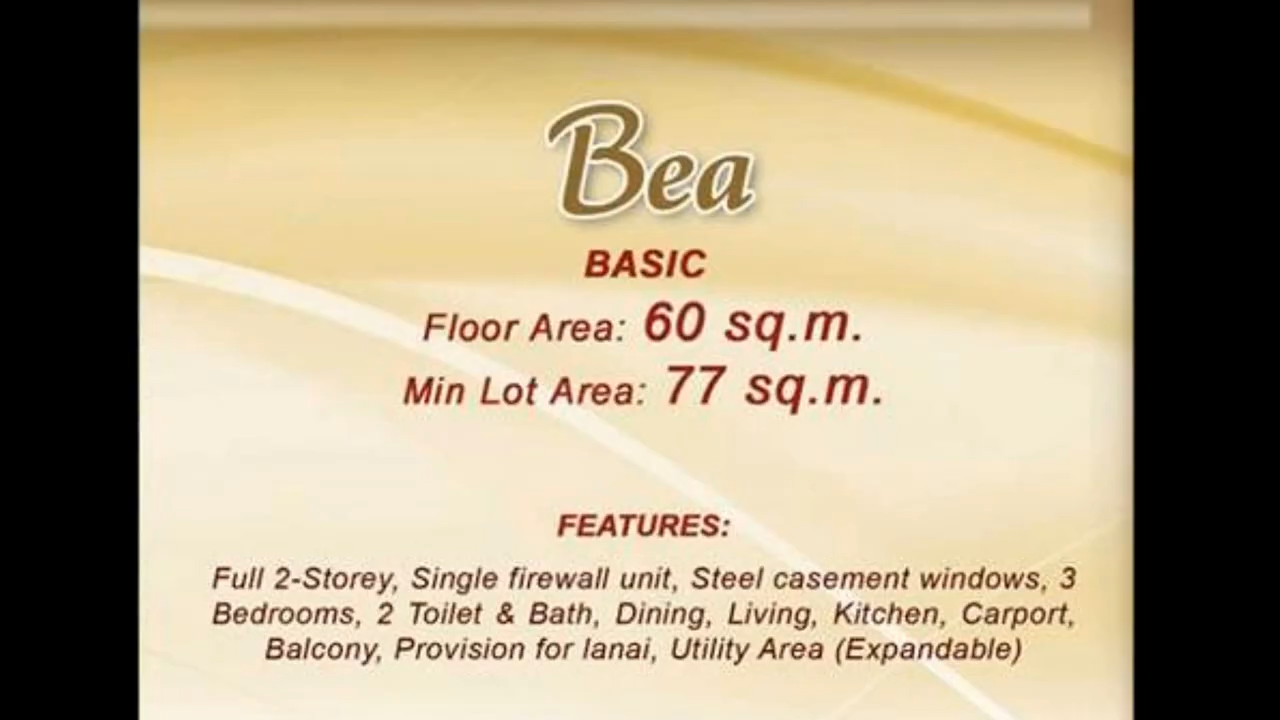 Bea
BASIC
Floor Area: 60 sq.m.
Min Lot Area: 77 sq.m.
FEATURES:
Full 2-Storey, Single firewall unit, Steel casement windows, 3
Bedrooms, 2 Toilet & Bath, Dining, Living, Kitchen, Carport,
Balcony, Provision for lanai, Utility Area (Expandable)